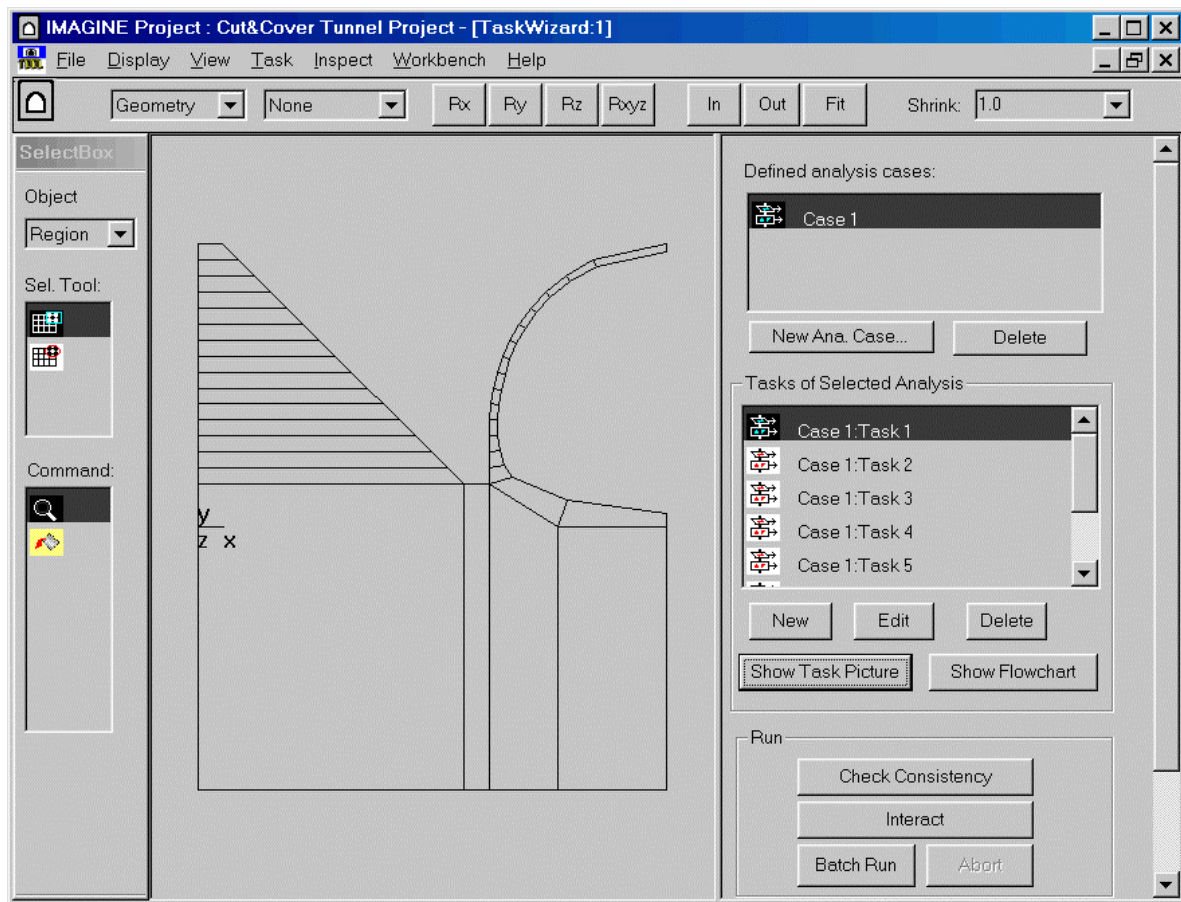 IMAGINE Project : Cut&Cover Tunnel Project - [TaskWizard:1]
TOOL File Display View Task Inspect Workbench Help
Geometry None Rx Ry Rz Rxyz In Out Fit Shrink: 1.0
SelectBox
Object
Region
Sel. Tool:
Command:
y
z x
Defined analysis cases:
Case 1
New Ana. Case... Delete
Tasks of Selected Analysis
Case 1:Task 1
Case 1:Task 2
Case 1:Task 3
Case 1:Task 4
Case 1:Task 5
New Edit Delete
Show Task Picture Show Flowchart
Run
Check Consistency
Interact
Batch Run Abort